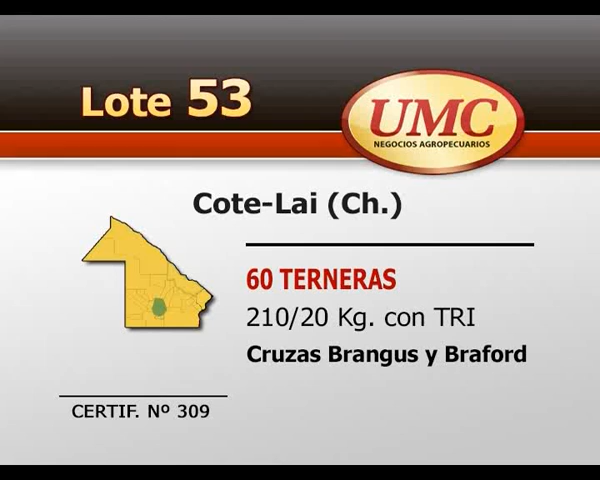 Lote 53
UMC
NEGOCIOS AGROPECUARIOS
Cote-Lai (Ch.)
60 TERNERAS
210/20 Kg. con TRI
Cruzas Brangus y Braford
CERTIF. Nº 309